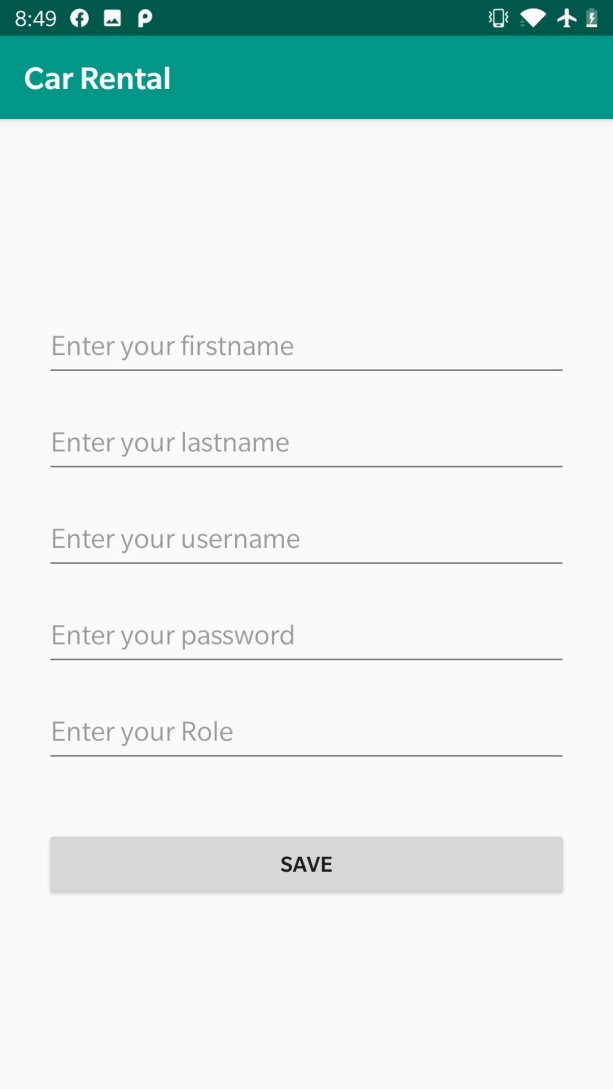 8:49
Car Rental
Enter your firstname
Enter your lastname
Enter your username
Enter your password
Enter your Role
SAVE